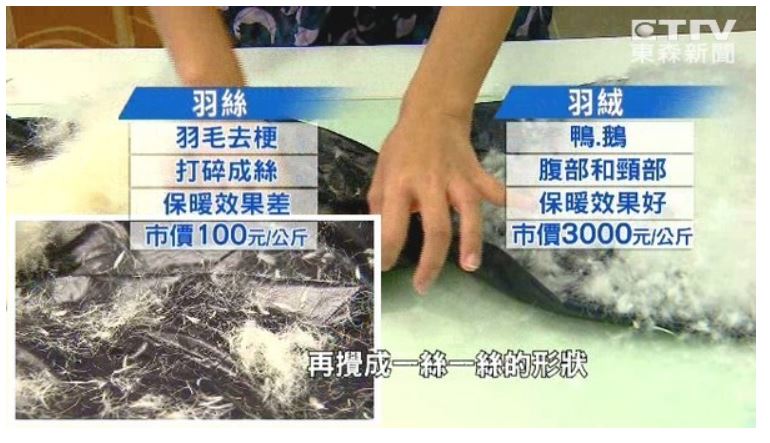 ETTV
東森新聞
羽絲
羽毛去梗
打碎成絲
保暖效果差
市價100元/公斤
羽絨
鴨.鵝
腹部和頸部
保暖效果好
市價3000元/公斤
再攪成一絲一絲的形狀